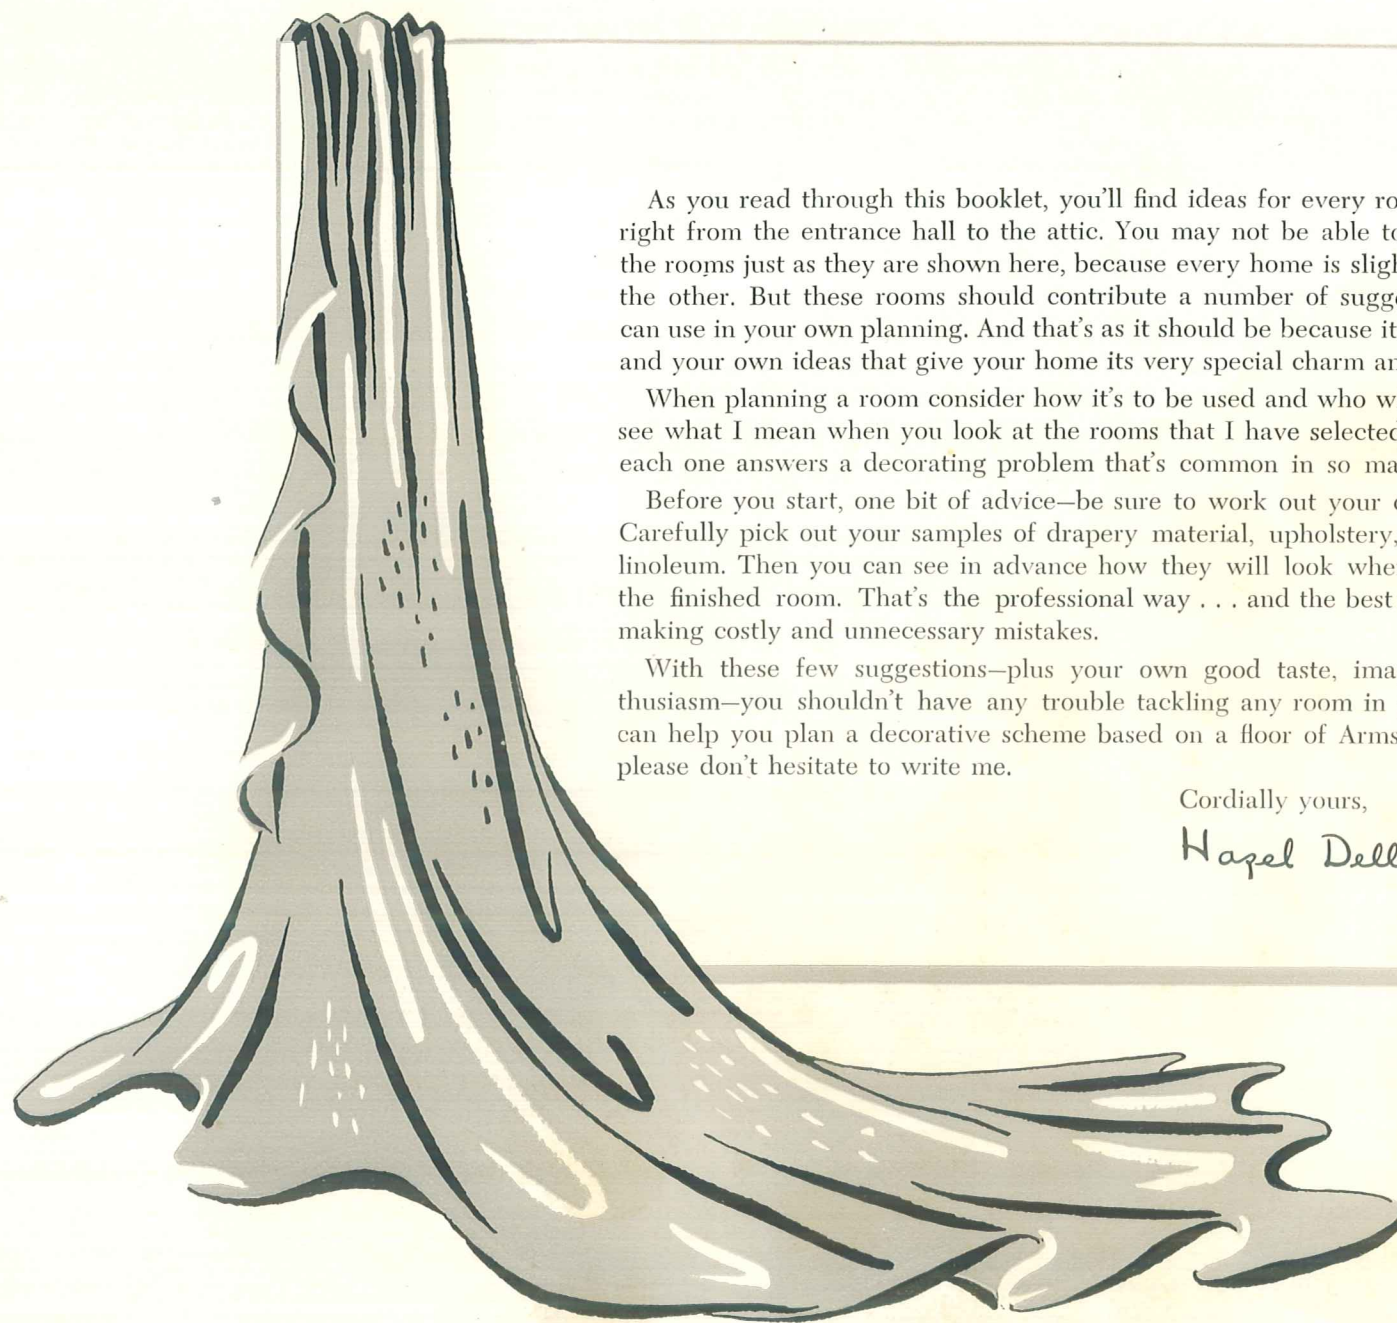 As you read through this booklet, you'll find ideas for every
right from the entrance hall to the attic. You may not be able
the rooms just as they are shown here, because every home is
the other. But these rooms should contribute a number of
can use in your own planning. And that's as it should be because it
and your own ideas that give your home its very special charm
When planning a room consider how it's to be used and who
see what I mean when you look at the rooms that I have selected
each one answers a decorating problem that's common in so
Before you start, one bit of advice—be sure to work out your
Carefully pick out your samples of drapery material, upholstery,
linoleum. Then you can see in advance how they will look
the finished room. That's the professional way . . . and the best
making costly and unnecessary mistakes.
With these few suggestions—plus your own good taste,
thusiasm—you shouldn't have any trouble tackling any room in
can help you plan a decorative scheme based on a floor of
please don't hesitate to write me.
Cordially yours,
Hazel Dell